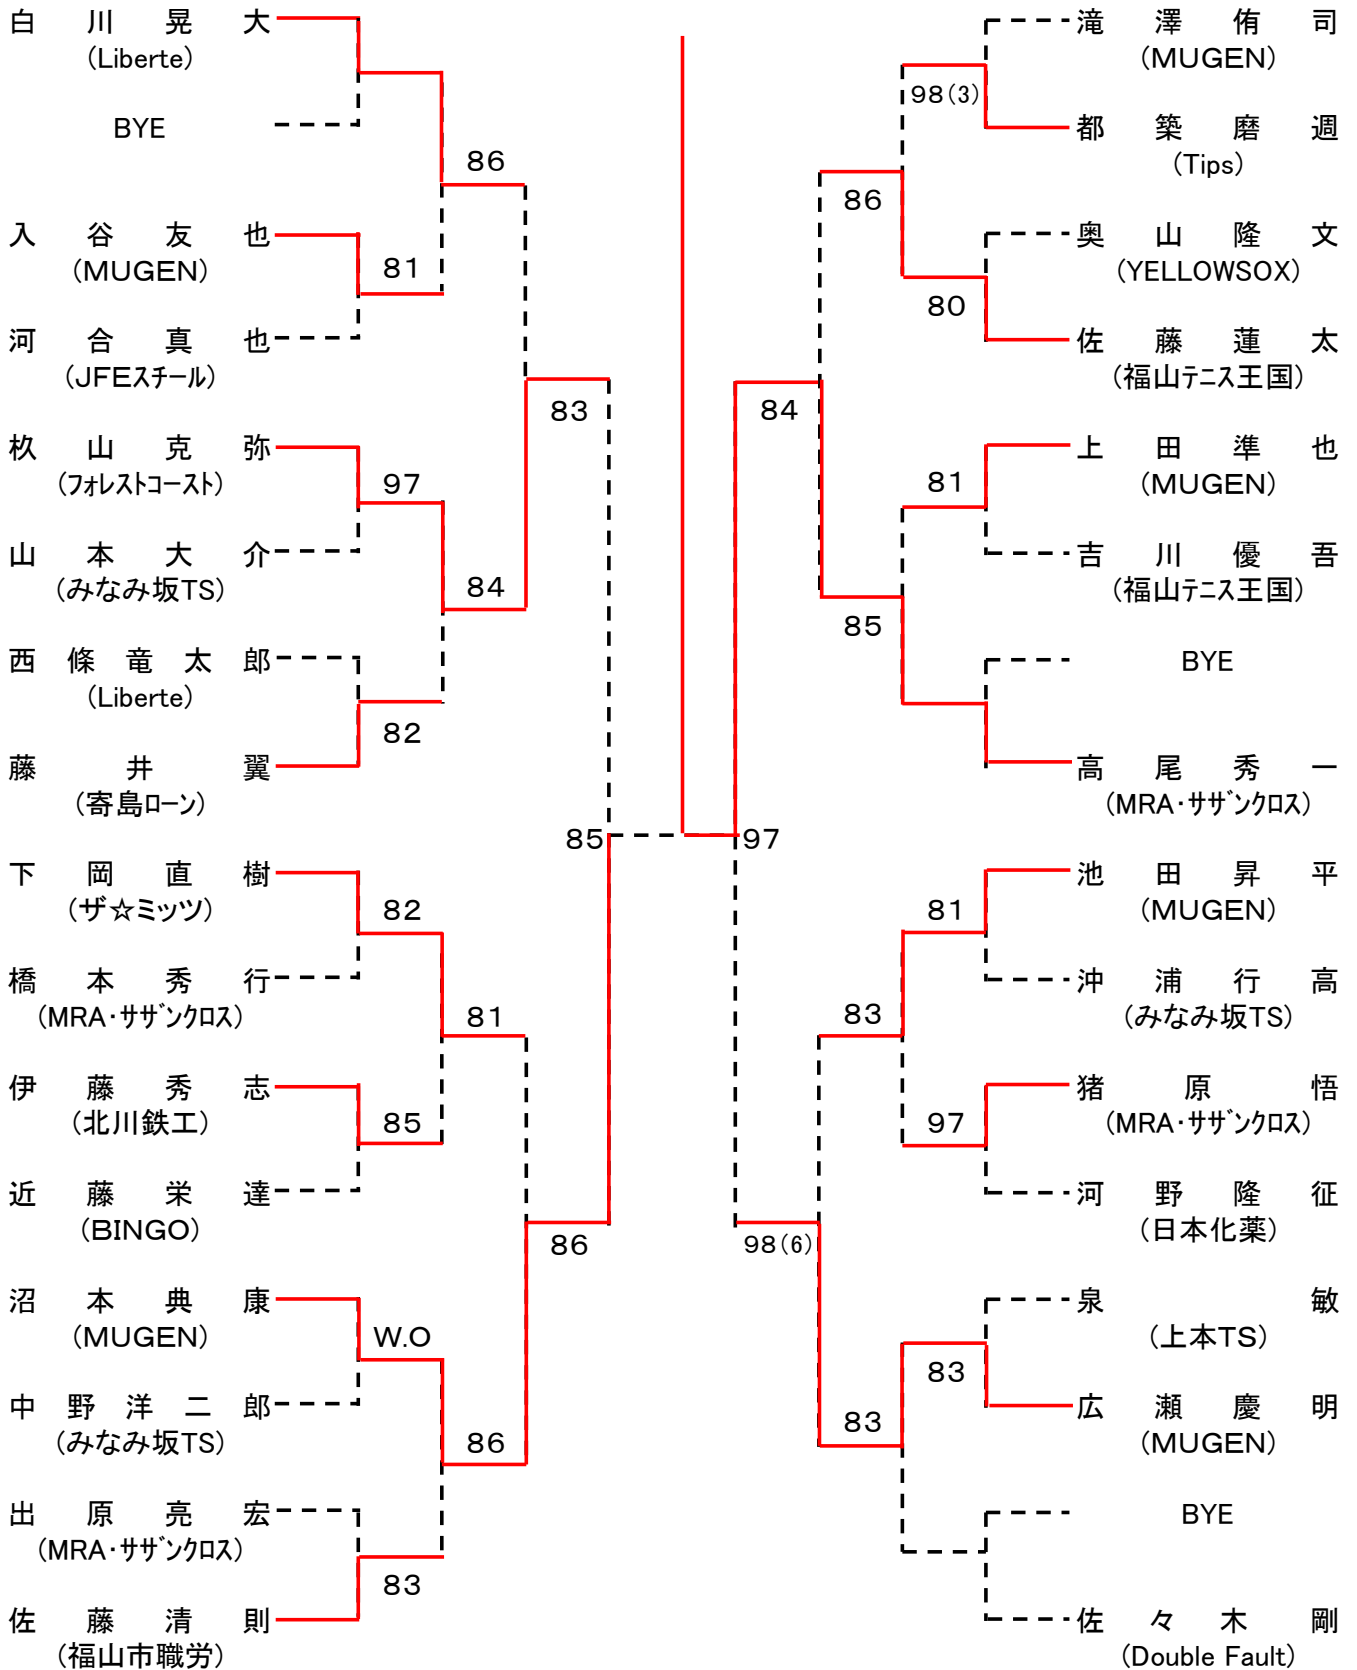 白川晃大
(Liberte)
BYE
入谷友也
(MUGEN)
河合真也
(JFEｽﾁｰﾙ)
杦山克弥
(ﾌｫﾚｽﾄｺｰｽﾄ)
山本大介
(みなみ坂TS)
西條竜太郎
(Liberte)
藤井翼
(寄島ﾛｰﾝ)
下岡直樹
(ザ☆ミッツ)
橋本秀行
(MRA･ｻｻﾞﾝｸﾛｽ)
伊藤秀志
(北川鉄工)
近藤栄達
(BINGO)
沼本典康
(MUGEN)
中野洋二郎
(みなみ坂TS)
出原亮宏
(MRA･ｻｻﾞﾝｸﾛｽ)
佐藤清則
(福山市職労)
81
97
82
82
85
W.O
83
86
84
81
86
83
86
85
97
84
98(6)
86
85
83
83
98(3)
80
81
81
97
83
滝澤侑司
(MUGEN)
都築磨週
(Tips)
奥山隆文
(YELLOWSOX)
佐藤蓮太
(福山ﾃﾆｽ王国)
上田準也
(MUGEN)
吉川優吾
(福山ﾃﾆｽ王国)
BYE
高尾秀一
(MRA･ｻｻﾞﾝｸﾛｽ)
池田昇平
(MUGEN)
沖浦行高
(みなみ坂TS)
猪原悟
(MRA･ｻｻﾞﾝｸﾛｽ)
河野隆征
(日本化薬)
泉敏
(上本TS)
広瀬慶明
(MUGEN)
BYE
佐々木剛
(Double Fault)